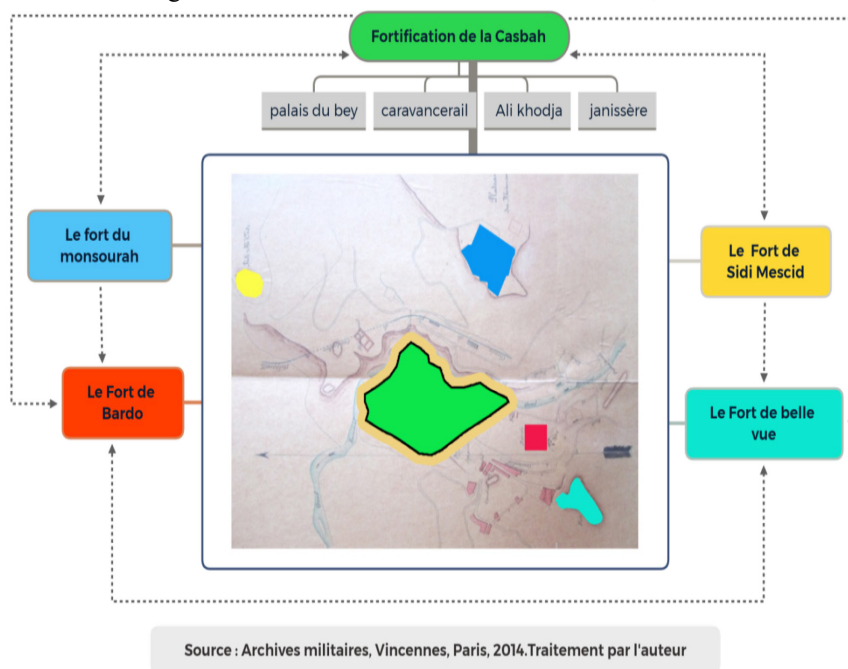 Fortification de la Casbah
palais du bey
caravancerail
Ali khodja
janissère
Le fort du
monsourah
Le Fort de
Sidi Mescid
Le Fort de
Bardo
Le Fort de belle
vue
Source : Archives militaires, Vincennes, Paris, 2014.Traitement par l'auteur